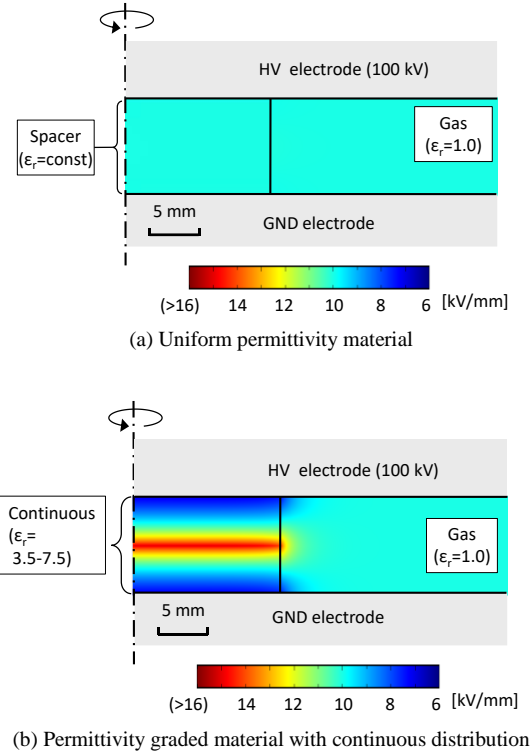 HV electrode (100 kV)
Spacer
(εr=const)
Gas
(εr=1.0)
5 mm
GND electrode
(>16) 14 12 10 8 6 [kV/mm]
(a) Uniform permittivity material
HV electrode (100 kV)
Continuous
(εr=
3.5-7.5)
Gas
(εr=1.0)
5 mm
GND electrode
(>16) 14 12 10 8 6 [kV/mm]
(b) Permittivity graded material with continuous distribution